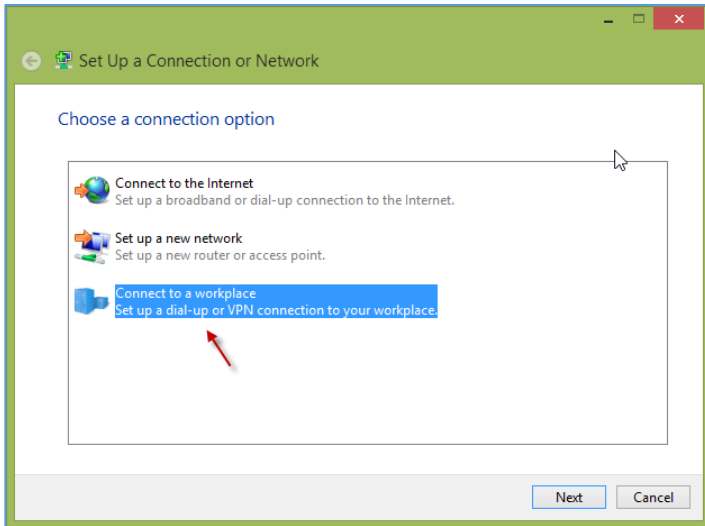 Set Up a Connection or Network
Choose a connection option
Connect to the Internet
Set up a broadband or dial-up connection to the Internet.
Set up a new network
Set up a new router or access point.
Connect to a workplace
Set up a dial-up or VPN connection to your workplace.
Next
Cancel